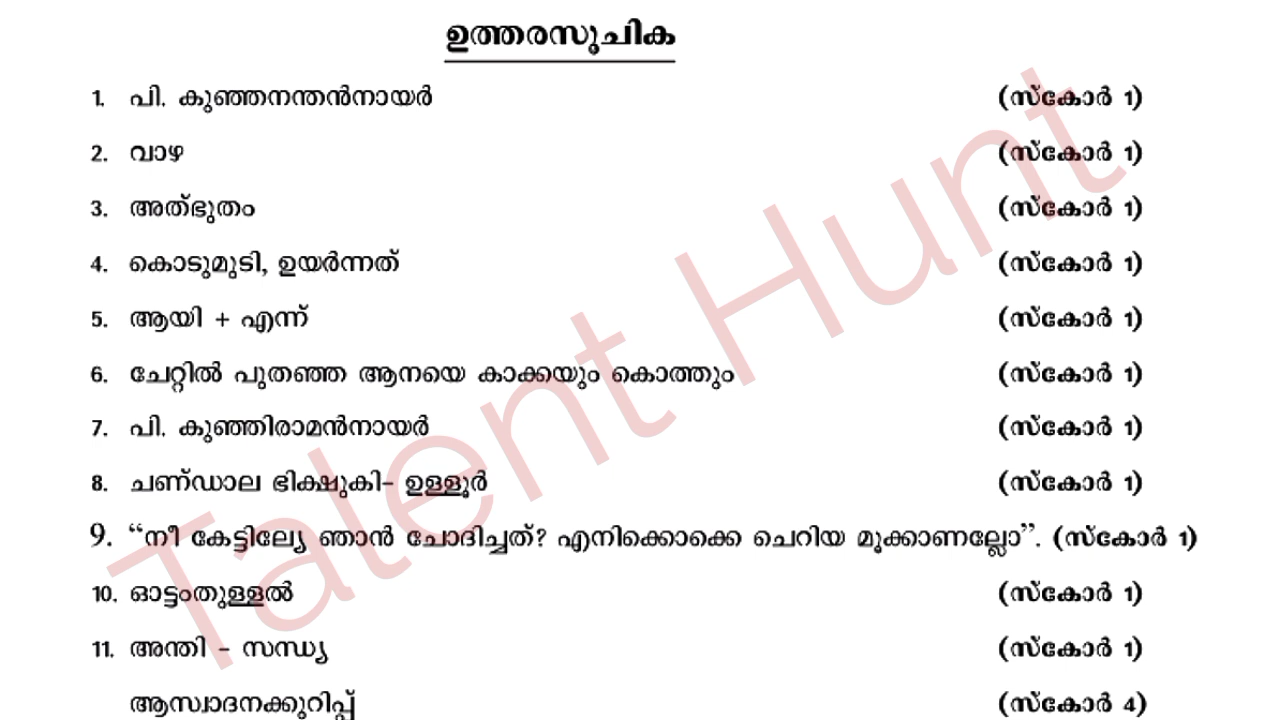 ഉത്തരസൂചിക
1. പി. കുഞ്ഞനന്തൻനായർ (സ്കോർ 1)
2. വാഴ (സ്കോർ 1)
3. അത്ഭുതം (സ്കോർ 1)
4. കൊടുമുടി, ഉയർന്നത് (സ്കോർ 1)
5. ആയി + എന്ന് (സ്കോർ 1)
6. ചേറ്റിൽ പുതഞ്ഞ ആനയെ കാക്കയും കൊത്തും (സ്കോർ 1)
7. പി. കുഞ്ഞിരാമൻനായർ (സ്കോർ 1)
8. ചണ്ഡാല ഭിക്ഷുകി- ഉള്ളൂർ (സ്കോർ 1)
9. “നീ കേട്ടില്യേ ഞാൻ ചോദിച്ചത്? എനിക്കൊക്കെ ചെറിയ മൂക്കാണല്ലോ”. (സ്കോർ 1)
10. ഓട്ടംതുള്ളൽ (സ്കോർ 1)
11. അന്തി - സന്ധ്യ (സ്കോർ 1)
ആസ്വാദനക്കുറിപ്പ് (സ്കോർ 4)
Talent Hunt